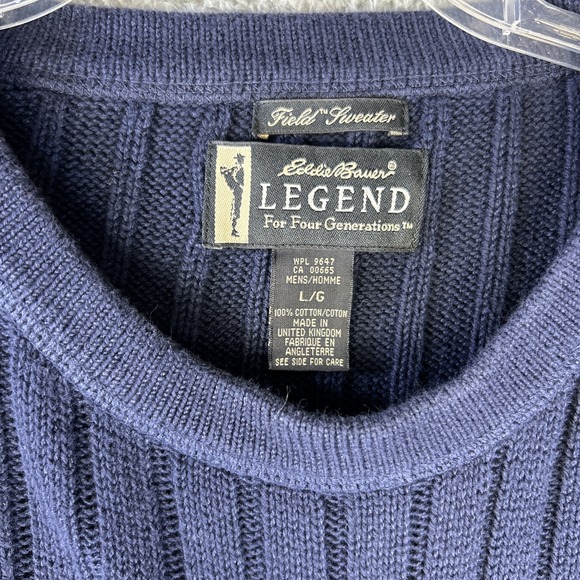 Field™ Sweater
Eddie Bauer®
LEGEND
For Four Generations™
WPL 9647
CA 00665
MENS/HOMME
L/G
100% COTTON/COTON
MADE IN
UNITED KINGDOM
FABRIQUE EN
ANGLETERRE
SEE SIDE FOR CARE